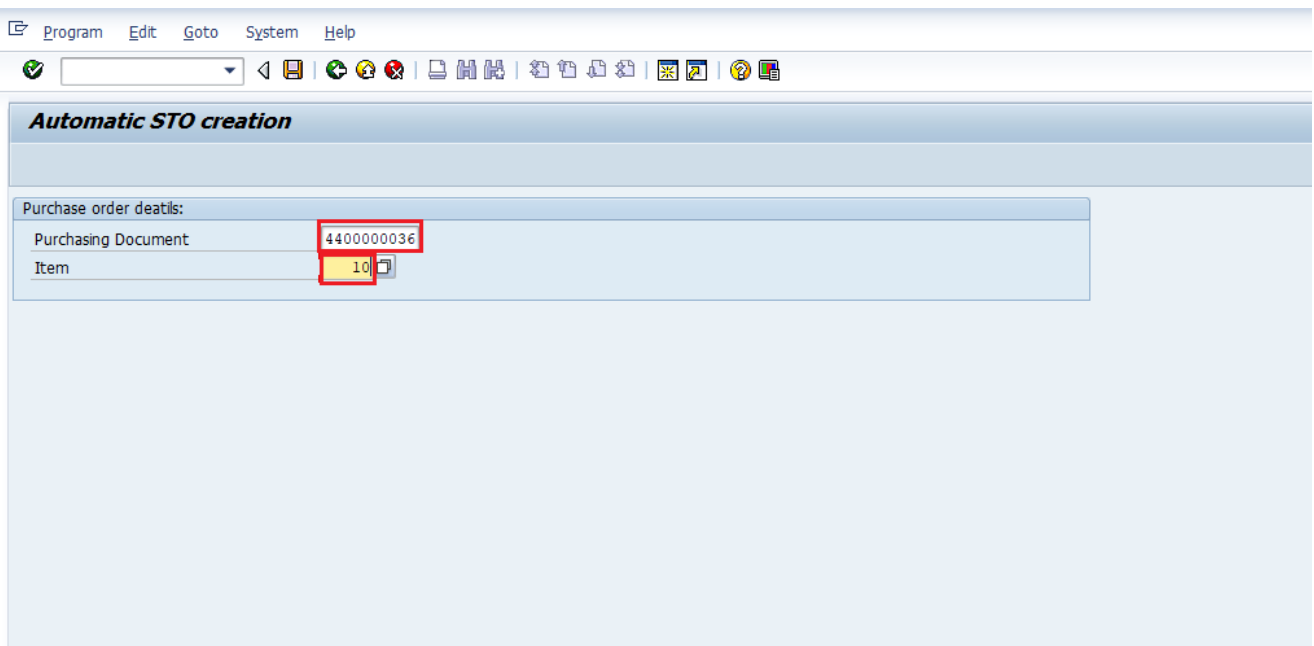 Program Edit Goto System Help
Automatic STO creation
Purchase order deatils:
Purchasing Document 4400000036
Item 10